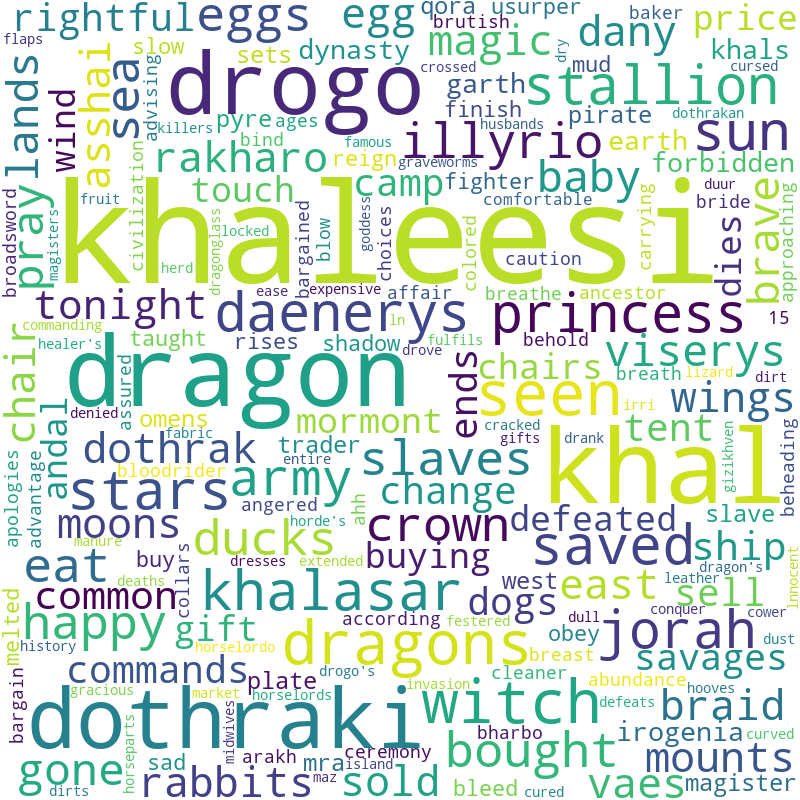 rightful eggs egg qora usurper brutish baker price
flaps slow sets dynasty magic dany khals
lands wind asshai sea advising drogo crossed dry mud stallion cursed
killers pyre ages garth finish pirate dothrakan
bind famous illyrio husbands earth sun
pray rakharo reign graveworms forbidden
fruit touch camp fighter baby duur
broadsword magisters civilization khaleesi comfortable bride brave approaching
herd dragonglass locked bargained blow goddess choices colored caution carrying dies
tonight ease expensive affair breathe ancestor
commanding daenerys ln princess 15
chair healer's taught rises shadow drove fulfils behold viserys
dragon ends chairs breath lizard dirt
denied assured omens mormont seen gifts irri wings
andal fabric cracked tent
dothrak trader drank khal gizikhven beheading
apologies advantage bloodrider entire slaves
stars army change slave
manure angered horde's ahh defeated
moons ducks crown saved ship
eat buy collars dresses extended buying dragon's
deaths west east leather lnnocent
melted common khalasar dogs sell
happy gift according festered dull conquer cower
history horselordo dragons obey jorah dust
bargain commands drogo's cleaner breast savages
gracious market plate invasion abundance
dothraki midwives horselords witch defeats hooves braid
horseparts bharbo irogenia curved
gone sad arakh mra ceremony bought mounts
dirts rabbits maz island sold bleed cured vaes magister